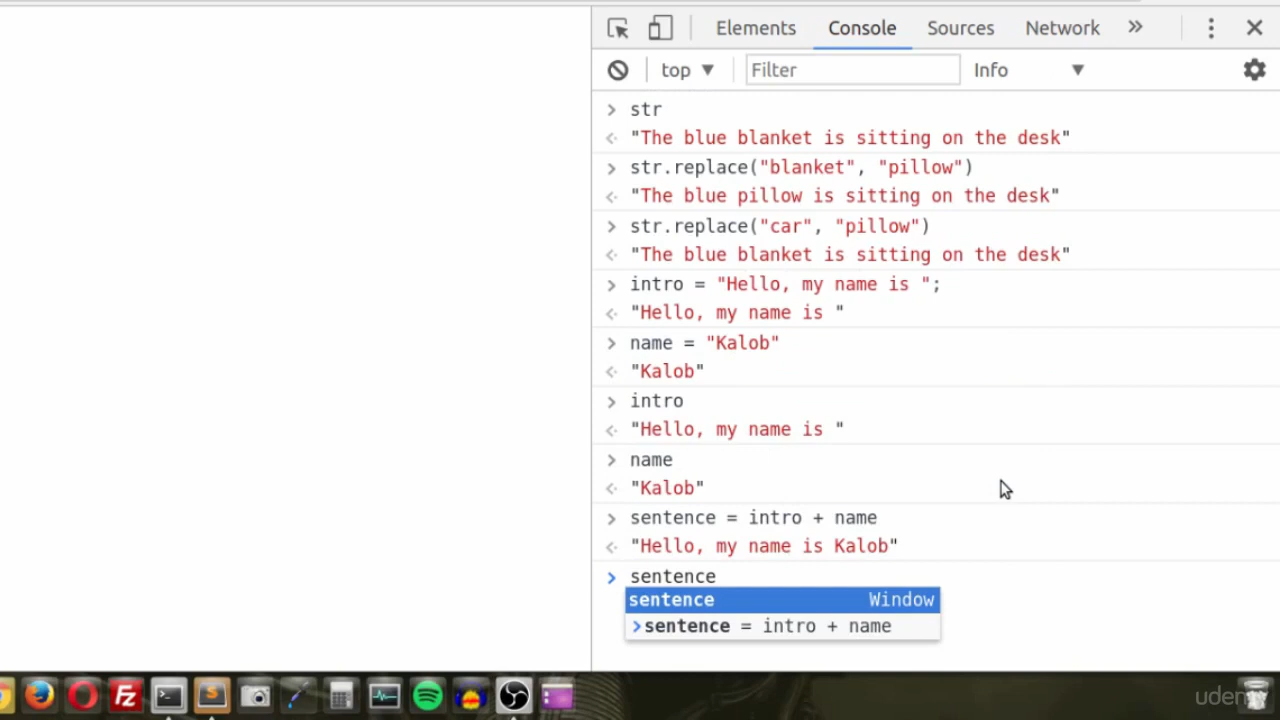 Elements Console Sources Network »
top ▼ Filter Info ▼
> str
"The blue blanket is sitting on the desk"
> str.replace("blanket", "pillow")
"The blue pillow is sitting on the desk"
> str.replace("car", "pillow")
"The blue blanket is sitting on the desk"
> intro = "Hello, my name is ";
"Hello, my name is "
> name = "Kalob"
"Kalob"
> intro
"Hello, my name is "
> name
"Kalob"
> sentence = intro + name
"Hello, my name is Kalob"
> sentence
sentence Window
>sentence = intro + name
Fz S udemy